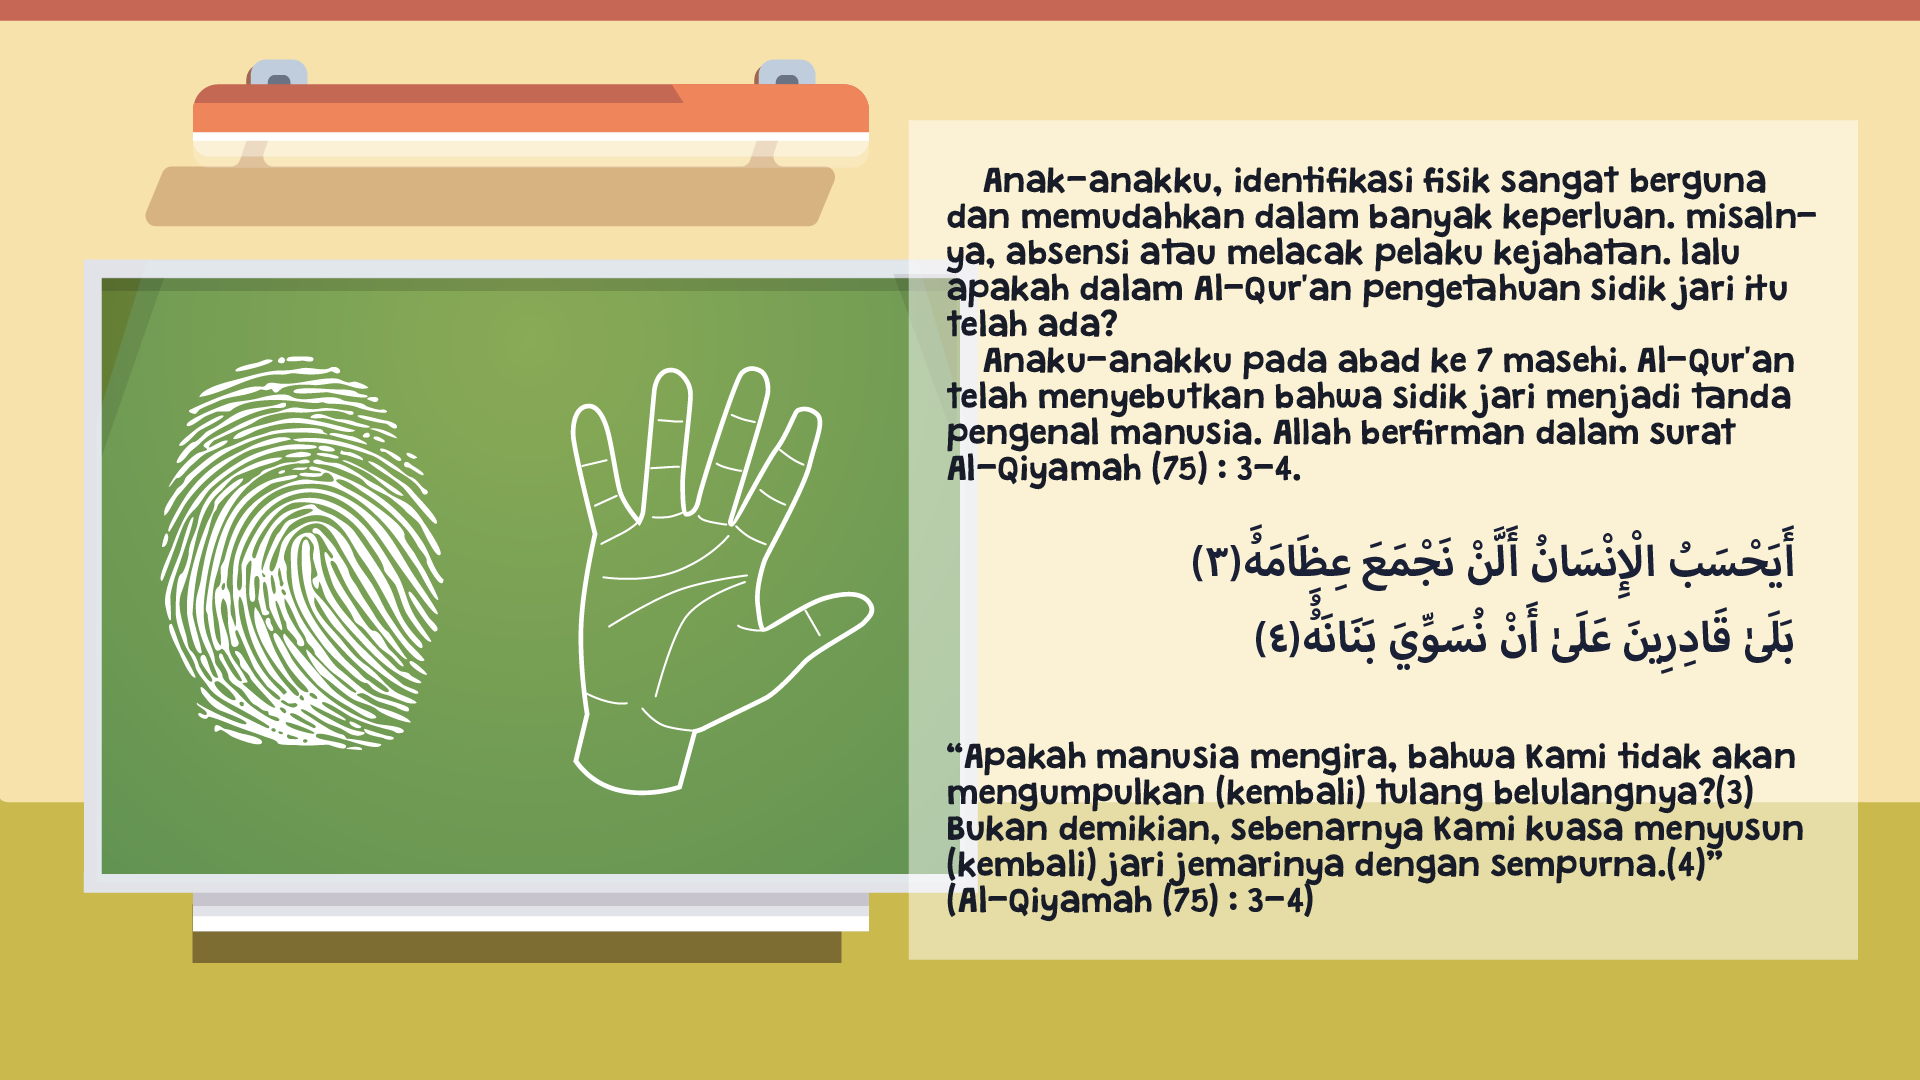 Anak-anakku, identifikasi fisik sangat berguna
dan memudahkan dalam banyak keperluan. misaln-
ya, absensi atau melacak pelaku kejahatan. lalu
apakah dalam Al-Qur'an pengetahuan sidik jari itu
telah ada?
Anaku-anakku pada abad ke 7 masehi. Al-Qur'an
telah menyebutkan bahwa sidik jari menjadi tanda
pengenal manusia. Allah berfirman dalam surat
Al-Qiyamah (75) : 3-4.
أَيَحْسَبُ الْإِنْسَانُ أَلَّنْ نَجْمَعَ عِظَامَهُۗ(٣)
بَلَىٰ قَادِرِينَ عَلَىٰ أَنْ نُسَوِّيَ بَنَانَهُۗ(٤)
“Apakah manusia mengira, bahwa Kami tidak akan
mengumpulkan (kembali) tulang belulangnya?(3)
Bukan demikian, sebenarnya Kami kuasa menyusun
(kembali) jari jemarinya dengan sempurna.(4)”
(Al-Qiyamah (75) : 3-4)